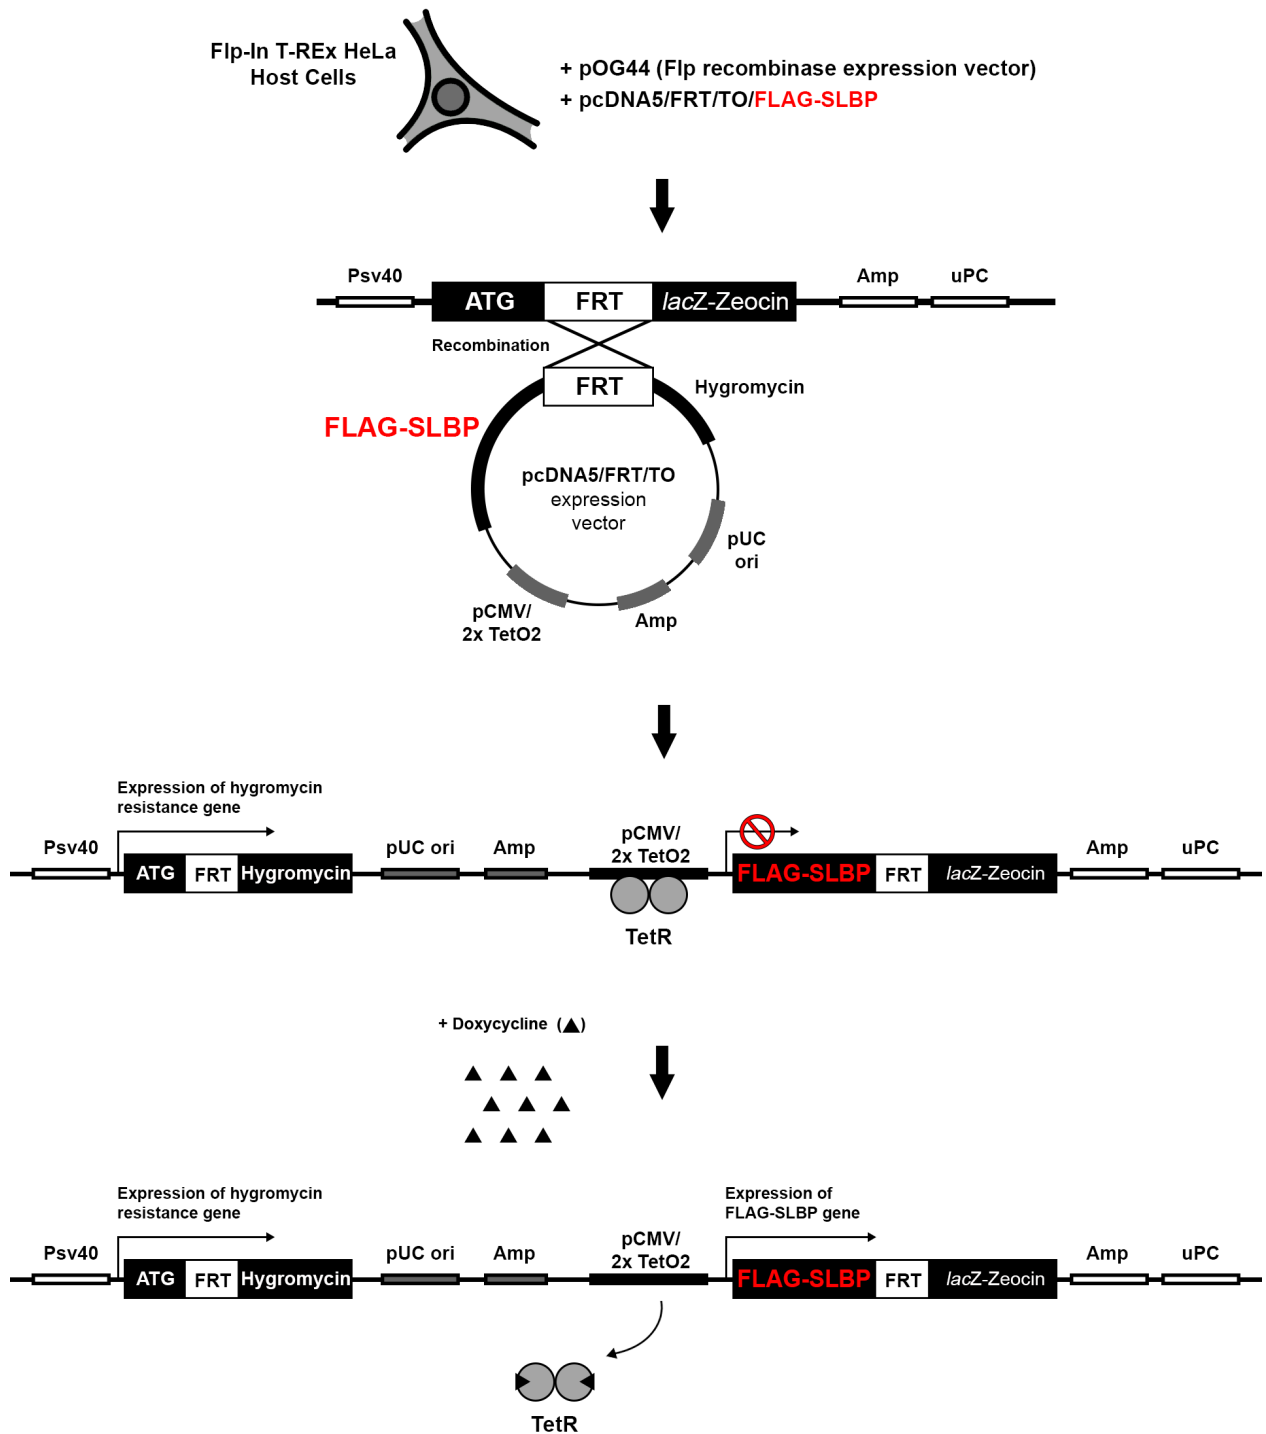 Flp-In T-REx HeLa
Host Cells
+ pOG44 (Flp recombinase expression vector)
+ pcDNA5/FRT/TO/FLAG-SLBP
Psv40
Amp
uPC
ATG
FRT
lacZ-Zeocin
Recombination
FRT
Hygromycin
FLAG-SLBP
pcDNA5/FRT/TO
expression
vector
pUC
ori
pCMV/
2x TetO2
Amp
Expression of hygromycin
resistance gene
Psv40
pUC ori
Amp
pCMV/
2x TetO2
Amp
uPC
ATG
FRT
Hygromycin
FLAG-SLBP
FRT
lacZ-Zeocin
TetR
+ Doxycycline (▲)
Expression of hygromycin
resistance gene
Expression of
FLAG-SLBP gene
Psv40
pUC ori
Amp
pCMV/
2x TetO2
Amp
uPC
ATG
FRT
Hygromycin
FLAG-SLBP
FRT
lacZ-Zeocin
TetR